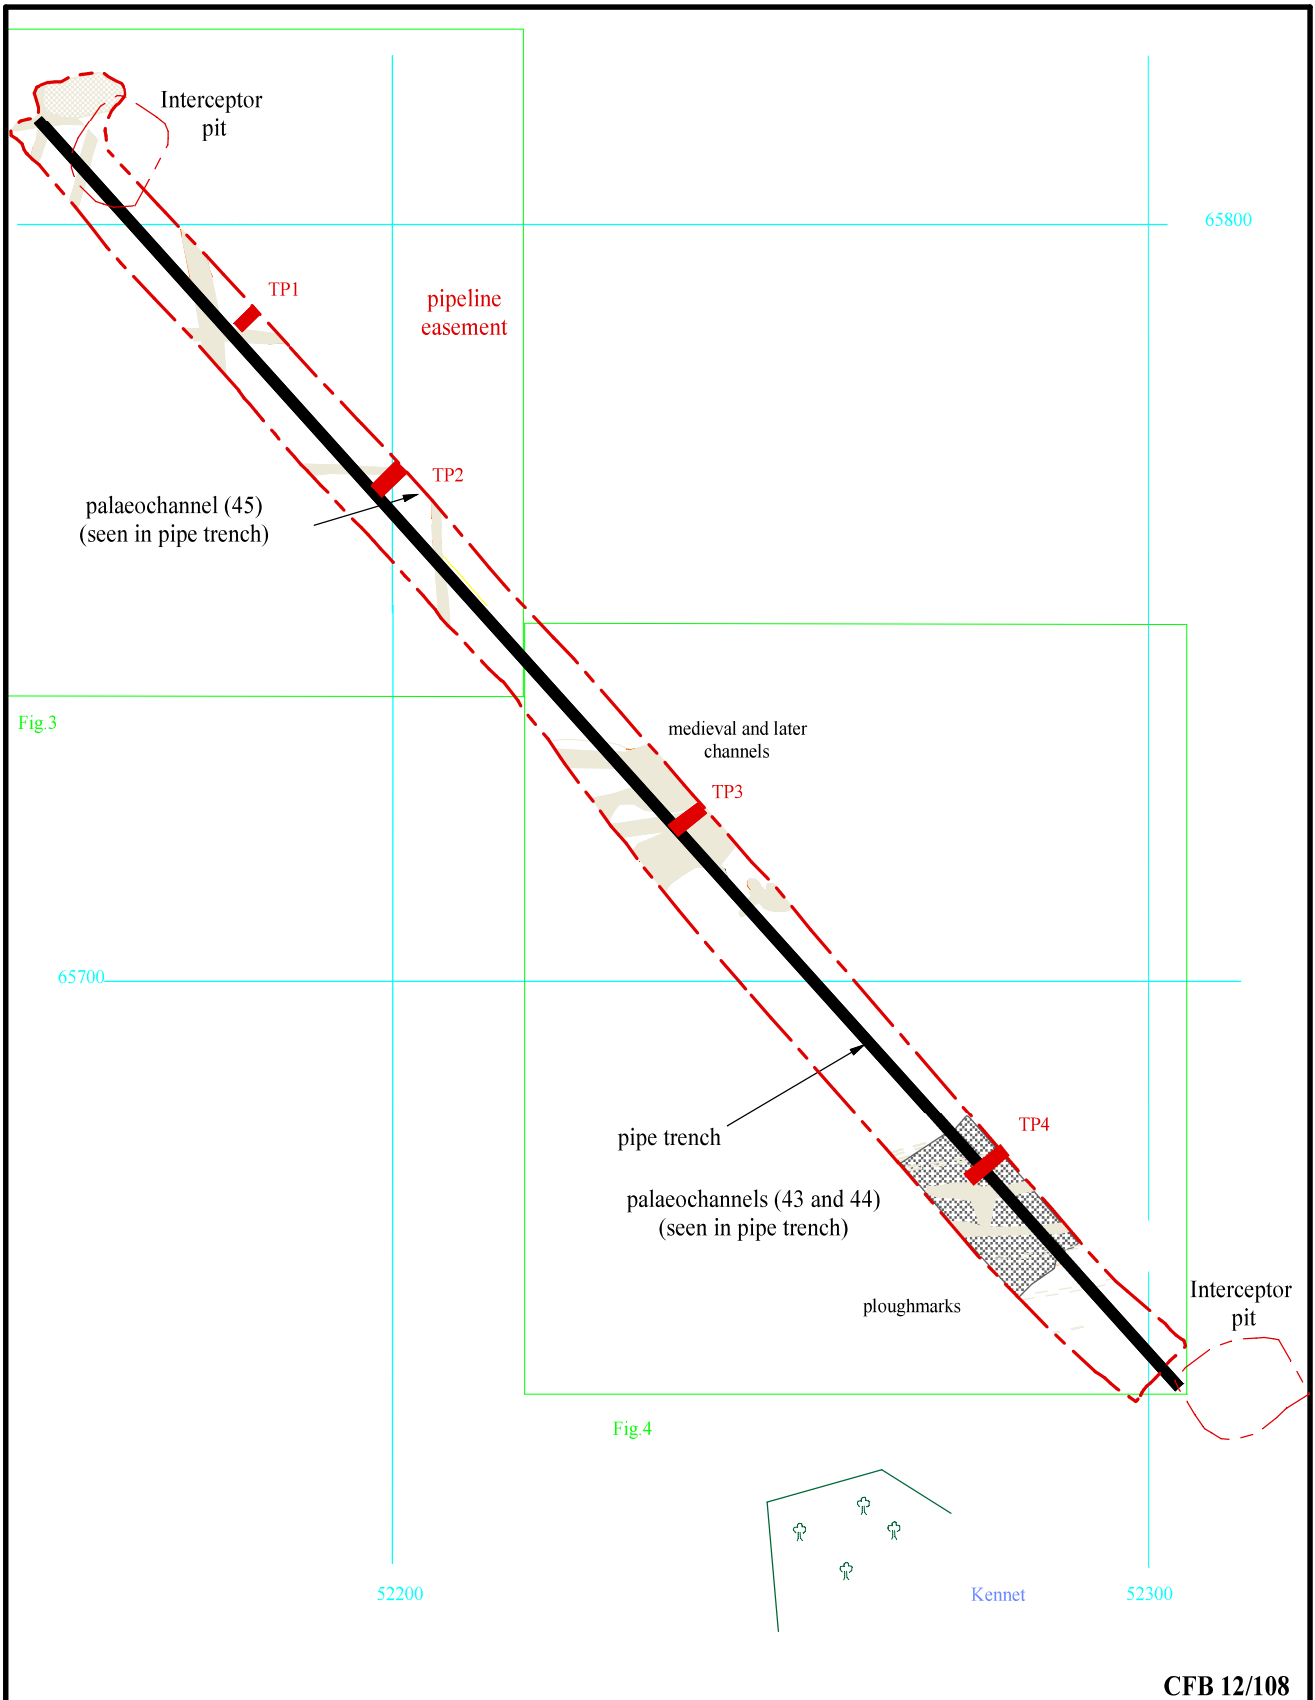 Interceptor
pit
65800
TP1
pipeline
easement
TP2
palaeochannel (45)
(seen in pipe trench)
Fig.3
medieval and later
channels
TP3
65700
pipe trench
TP4
palaeochannels (43 and 44)
(seen in pipe trench)
ploughmarks
Interceptor
pit
Fig.4
52200
Kennet
52300
CFB 12/108